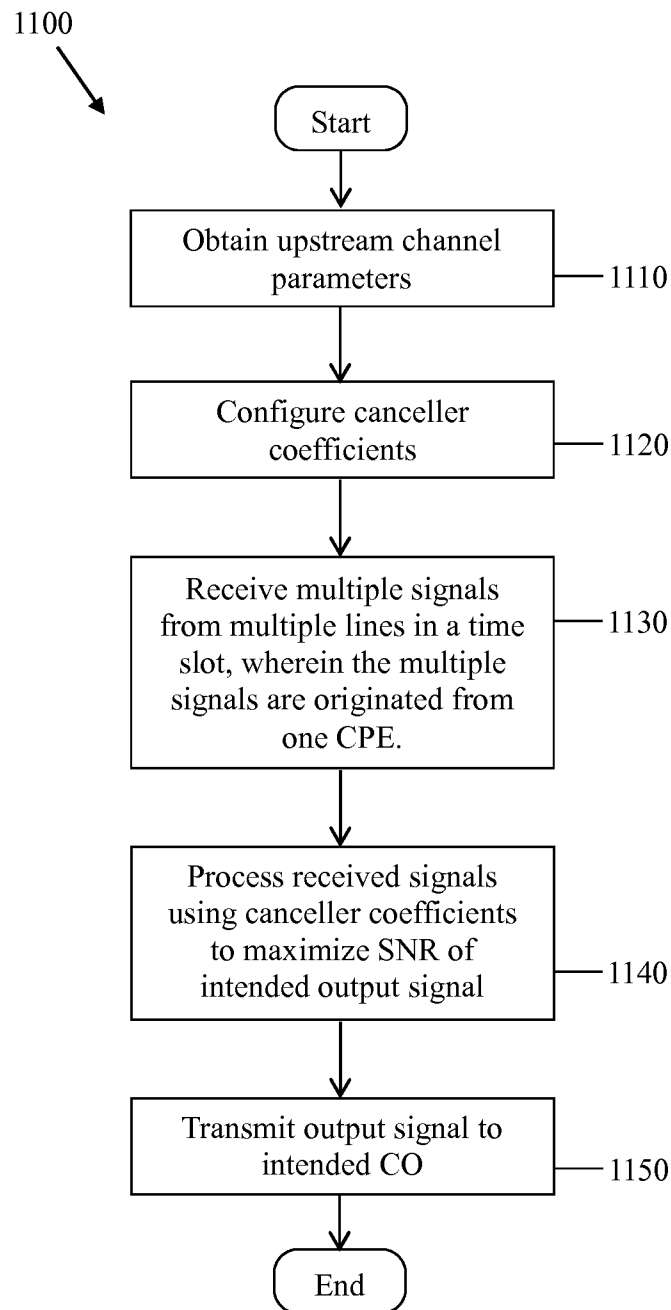 1100
Start
Obtain upstream channel
parameters
1110
Configure canceller
coefficients
1120
Receive multiple signals
from multiple lines in a time
slot, wherein the multiple
signals are originated from
one CPE.
1130
Process received signals
using canceller coefficients
to maximize SNR of
intended output signal
1140
Transmit output signal to
intended CO
1150
End